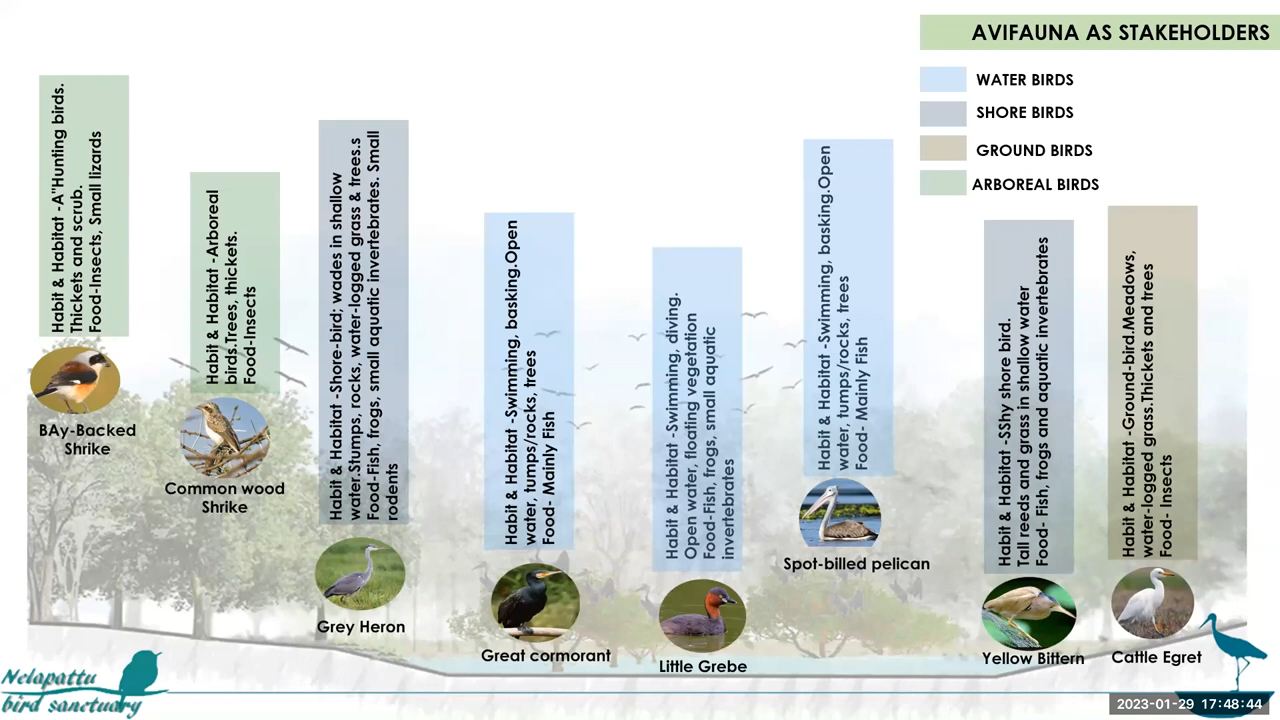 AVIFAUNA AS STAKEHOLDERS
WATER BIRDS
SHORE BIRDS
GROUND BIRDS
ARBOREAL BIRDS
Habit & Habitat -A"Hunting birds.
Thickets and scrub.
Food-Insects, Small lizards
BAy-Backed
Shrike
Habit & Habitat -Arboreal
birds.Trees, thickets.
Food-Insects
Common wood
Shrike
Habit & Habitat -Shore-bird; wades in shallow
water.Stumps, rocks, water-logged grass & trees.s
Food-Fish, frogs, small aquatic invertebrates. Small
rodents
Grey Heron
Habit & Habitat -Swimming, basking.Open
water, tumps/rocks, trees
Food- Mainly Fish
Great cormorant
Habit & Habitat -Swimming, diving.
Open water, floating vegetation
Food-Fish, frogs, small aquatic
invertebrates
Little Grebe
Habit & Habitat -Swimming, basking.Open
water, tumps/rocks, trees
Food- Mainly Fish
Spot-billed pelican
Habit & Habitat -SShy shore bird.
Tall reeds and grass in shallow water
Food- Fish, frogs and aquatic invertebrates
Yellow Bittern
Habit & Habitat -Ground-bird.Meadows,
water-logged grass.Thickets and trees
Food- Insects
Cattle Egret
Nelapattu
bird sanctuary
2023-01-29 17:48:44